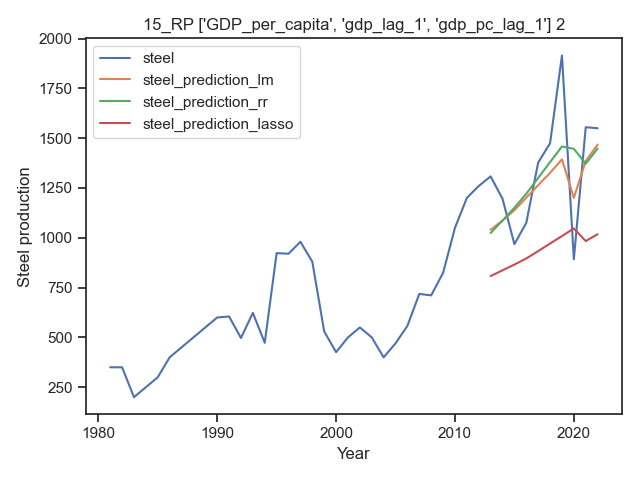 15_RP ['GDP_per_capita', 'gdp_lag_1', 'gdp_pc_lag_1'] 2
steel
steel_prediction_lm
steel_prediction_rr
steel_prediction_lasso
Steel production
2000
1750
1500
1250
1000
750
500
250
1980
1990
2000
2010
2020
Year